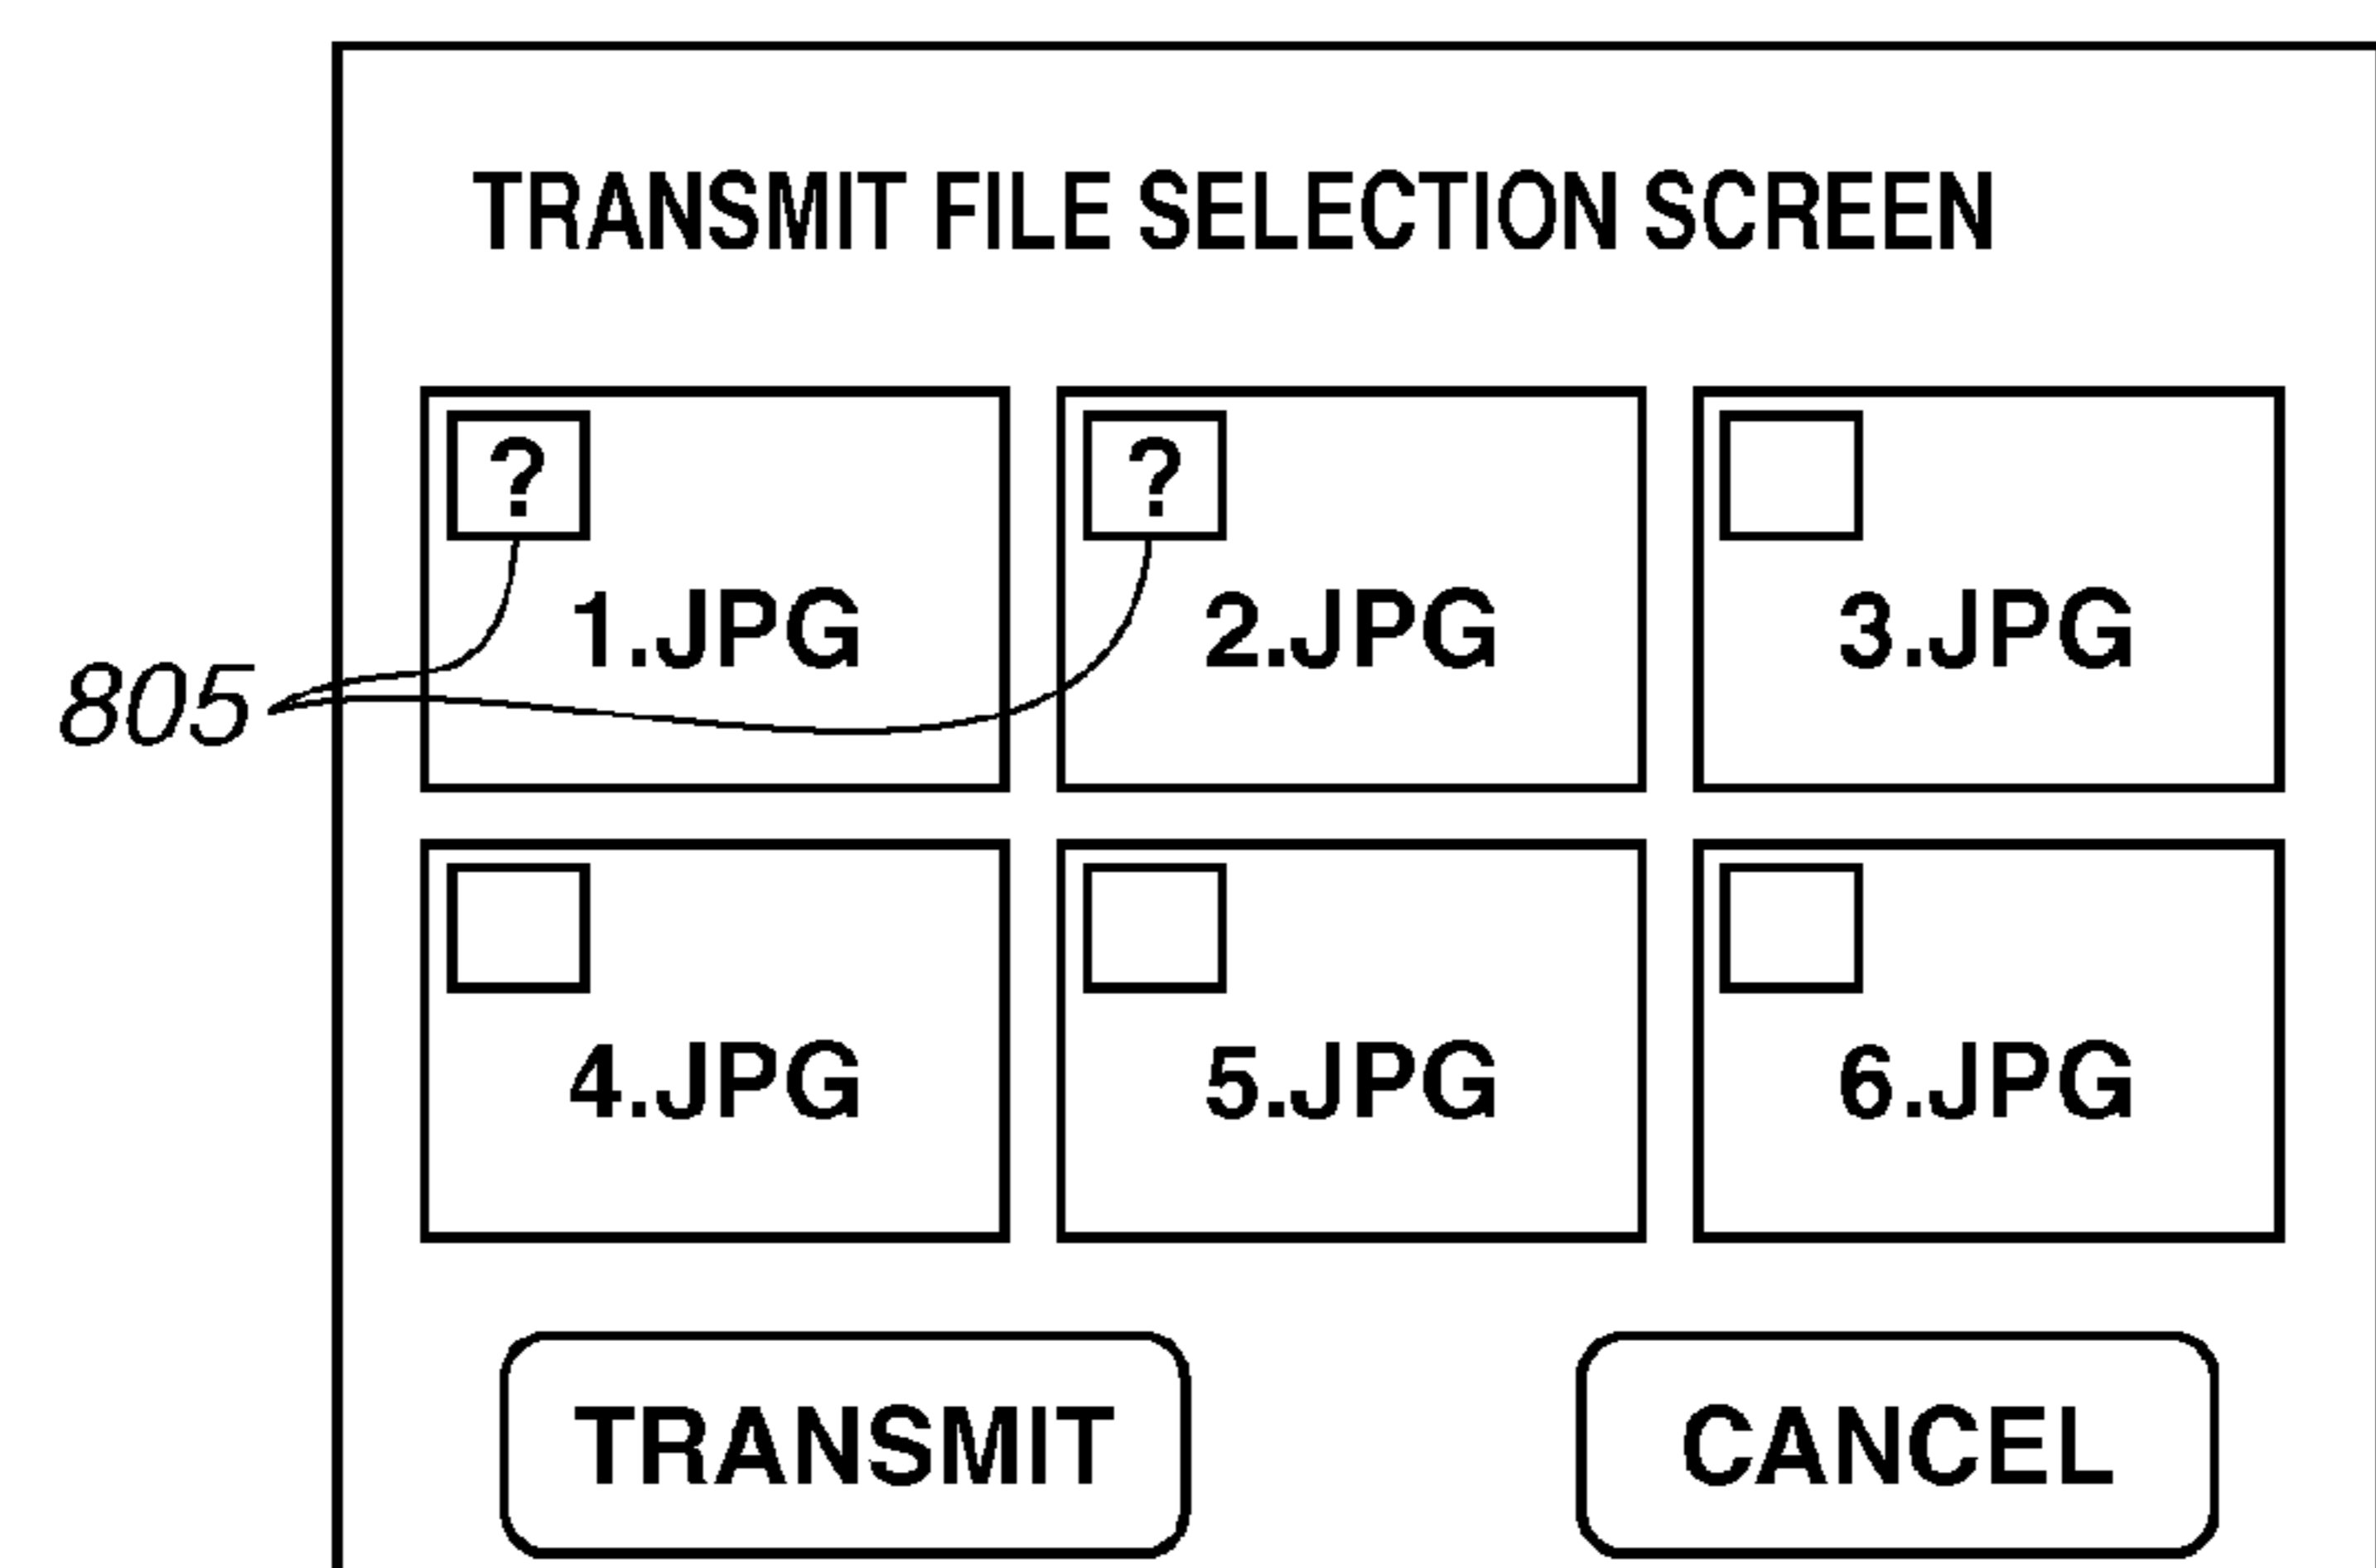 TRANSMIT FILE SELECTION SCREEN
? ?
1.JPG 2.JPG 3.JPG
805
4.JPG 5.JPG 6.JPG
TRANSMIT CANCEL